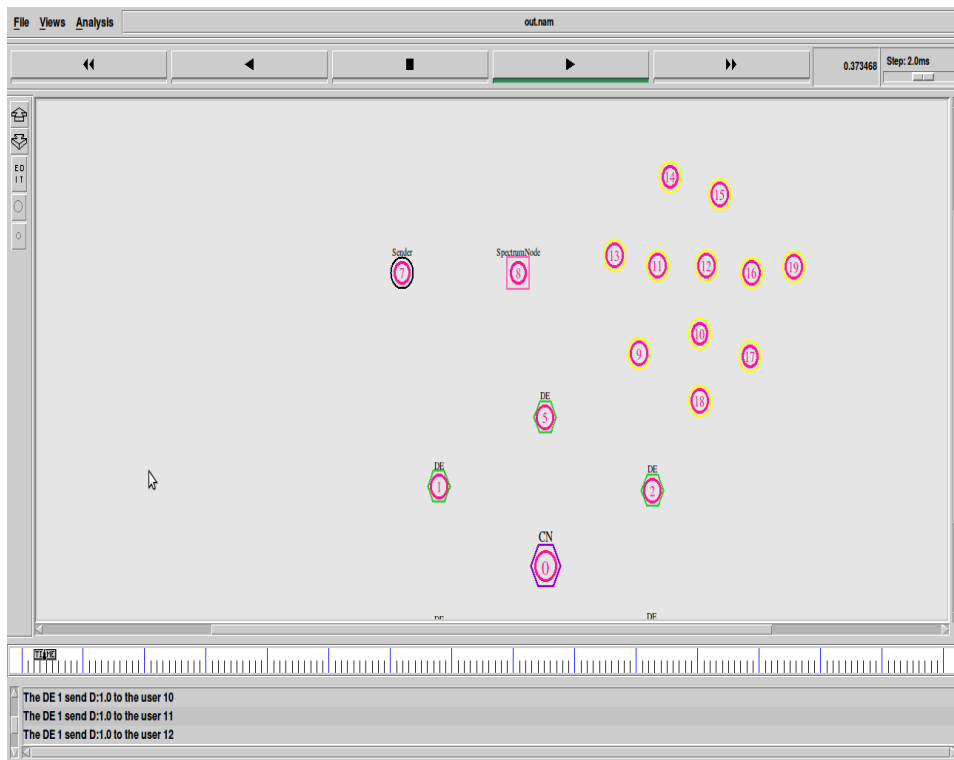 File Views Analysis out.nam
0.373468 Step: 2.0ms
ED
IT
14
15
Sender SpectrumNode
7 8 13 11 12 16 19
10
9 17
18
DE
5
DE DE
1 2
CN
0
DE DE
TIME
The DE 1 send D:1.0 to the user 10
The DE 1 send D:1.0 to the user 11
The DE 1 send D:1.0 to the user 12